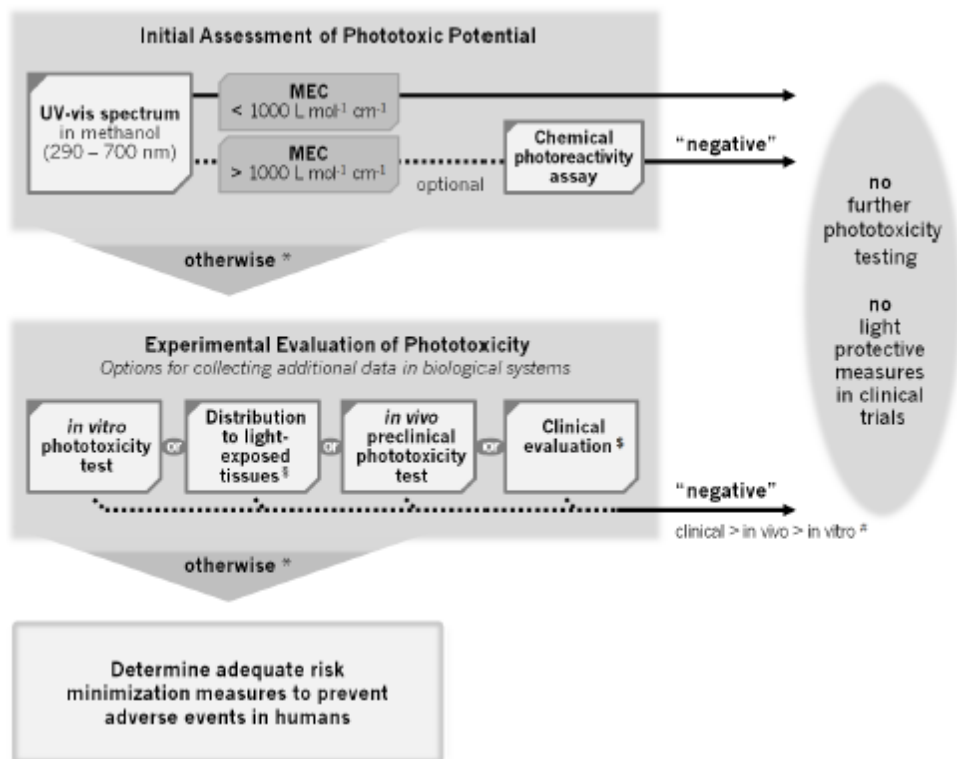 Initial Assessment of Phototoxic Potential
UV-vis spectrum
in methanol
(290 – 700 nm)
MEC
< 1000 L mol⁻¹ cm⁻¹
MEC
> 1000 L mol⁻¹ cm⁻¹
optional
Chemical
photoreactivity
assay
"negative"
no
further
phototoxicity
testing
no
light
protective
measures
in clinical
trials
otherwise *
Experimental Evaluation of Phototoxicity
Options for collecting additional data in biological systems
in vitro
phototoxicity
test
or
Distribution
to light-
exposed
tissues §
or
in vivo
preclinical
phototoxicity
test
or
Clinical
evaluation $
"negative"
clinical > in vivo > in vitro #
otherwise *
Determine adequate risk
minimization measures to prevent
adverse events in humans